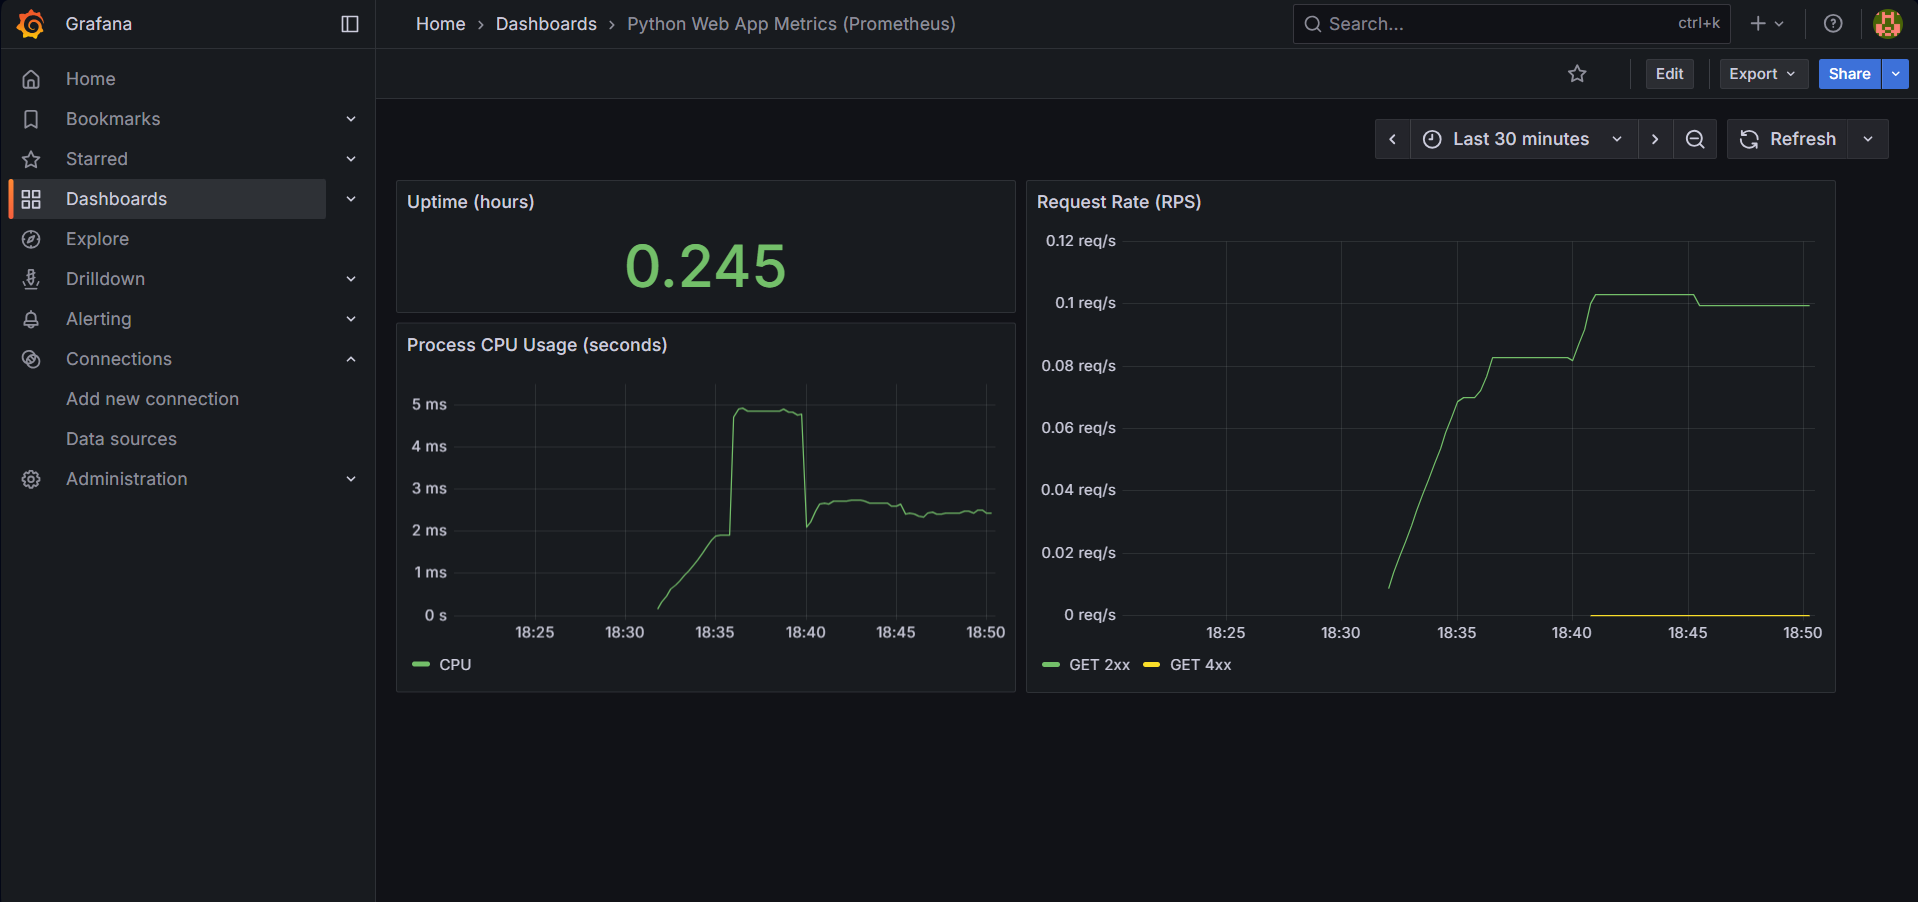 Grafana
Home › Dashboards › Python Web App Metrics (Prometheus)
Search...
ctrl+k
Home
Bookmarks
Starred
Dashboards
Explore
Drilldown
Alerting
Connections
Add new connection
Data sources
Administration
Edit
Export
Share
Last 30 minutes
Refresh
Uptime (hours)
0.245
Process CPU Usage (seconds)
5 ms
4 ms
3 ms
2 ms
1 ms
0 s
18:25 18:30 18:35 18:40 18:45 18:50
CPU
Request Rate (RPS)
0.12 req/s
0.1 req/s
0.08 req/s
0.06 req/s
0.04 req/s
0.02 req/s
0 req/s
18:25 18:30 18:35 18:40 18:45 18:50
GET 2xx GET 4xx